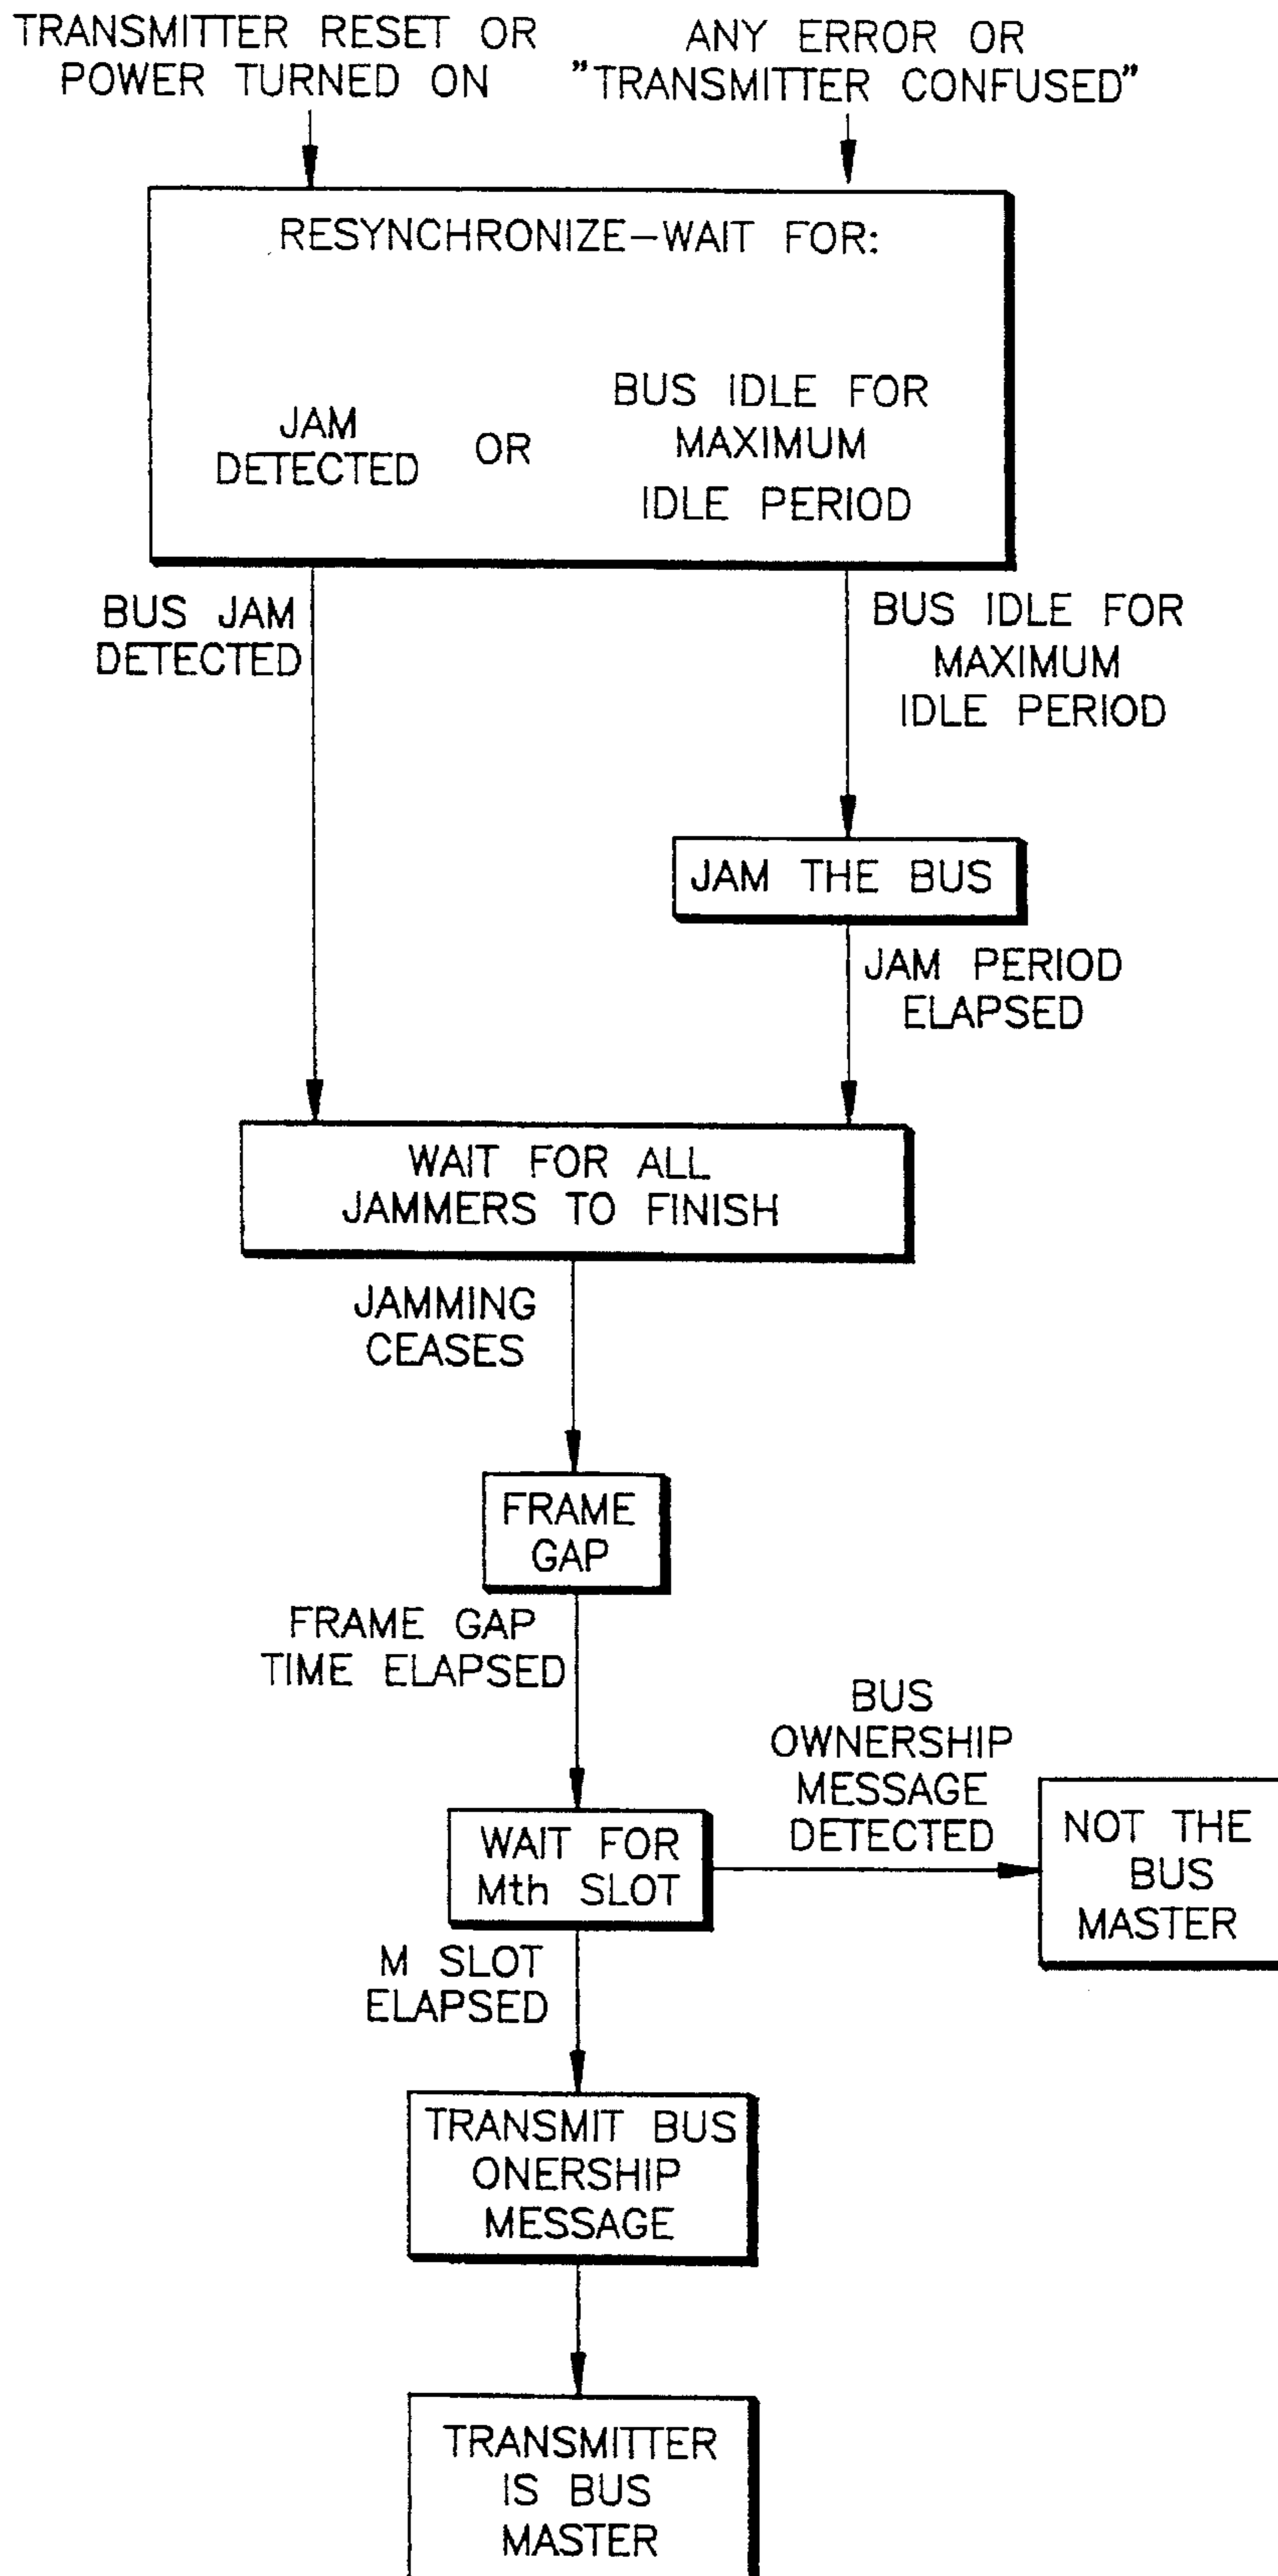 TRANSMITTER RESET OR
POWER TURNED ON
ANY ERROR OR
"TRANSMITTER CONFUSED"
RESYNCHRONIZE-WAIT FOR:
JAM
DETECTED
OR
BUS IDLE FOR
MAXIMUM
IDLE PERIOD
BUS JAM
DETECTED
BUS IDLE FOR
MAXIMUM
IDLE PERIOD
JAM THE BUS
JAM PERIOD
ELAPSED
WAIT FOR ALL
JAMMERS TO FINISH
JAMMING
CEASES
FRAME
GAP
FRAME GAP
TIME ELAPSED
BUS
OWNERSHIP
MESSAGE
DETECTED
WAIT FOR
Mth SLOT
NOT THE
BUS
MASTER
M SLOT
ELAPSED
TRANSMIT BUS
ONERSHIP
MESSAGE
TRANSMITTER
IS BUS
MASTER